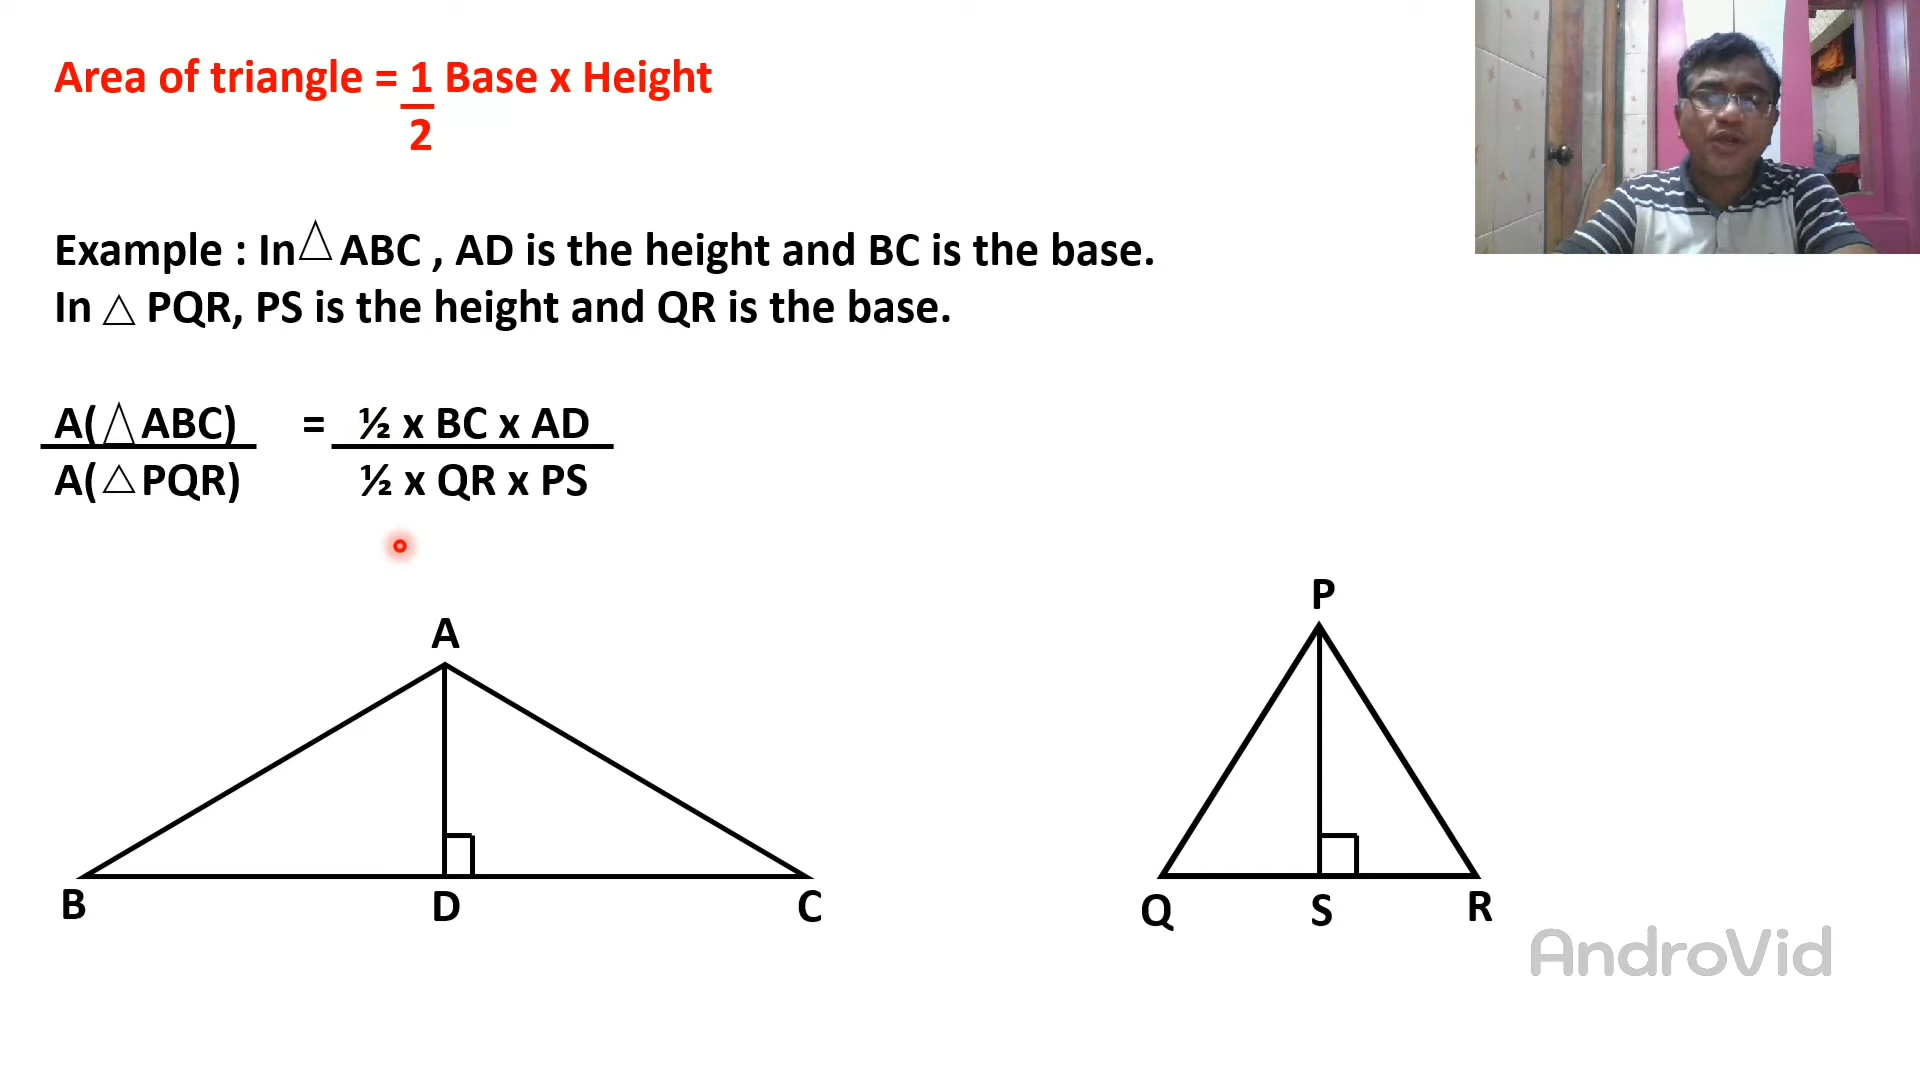 Area of triangle = 1 Base x Height
2
Example : In △ ABC , AD is the height and BC is the base.
In △ PQR, PS is the height and QR is the base.
A(△ABC) = ½ x BC x AD
A(△PQR) ½ x QR x PS
P
A
B D C
Q S R
AndroVid